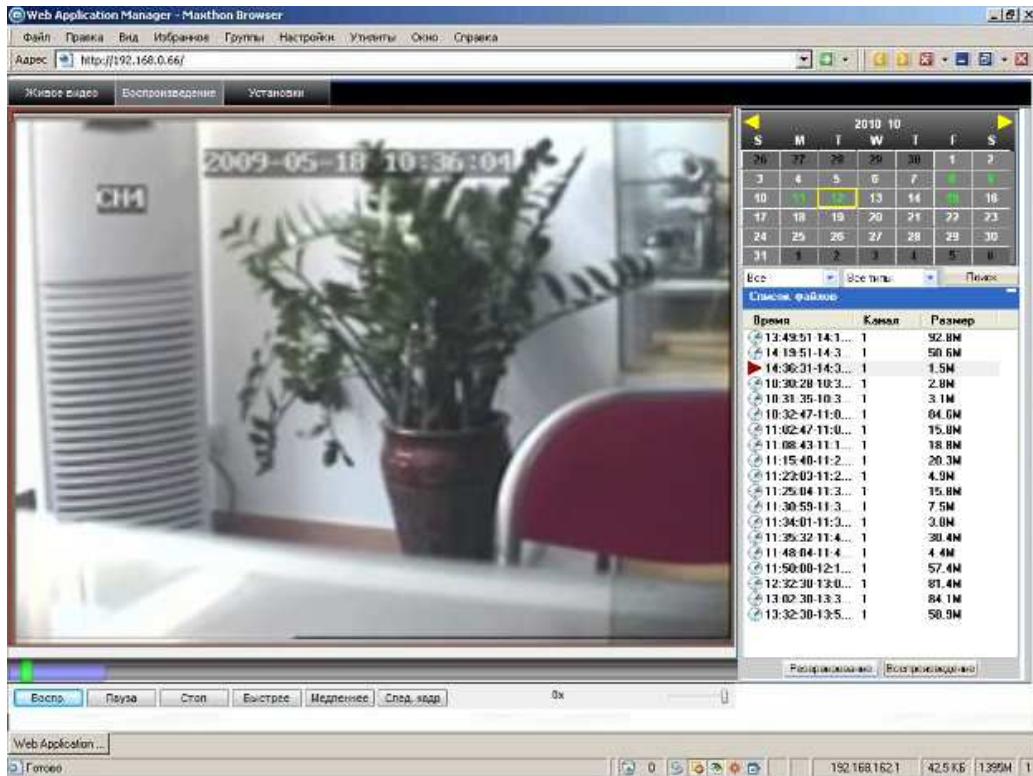 Web Application Manager - Maxthon Browser
Файл Правка Вид Избранное Группы Настройки Утилиты Окно Справка
Адрес http://192.168.0.66/
Живое видео Воспроизведение Установки
2009-05-18 10:36:04
CH1
2010 10
S M T W T F S
26 27 28 29 30 1 2
3 4 5 6 7 8 9
10 11 12 13 14 15 16
17 18 19 20 21 22 23
24 25 26 27 28 29 30
31 1 2 3 4 5 6
Все Все типы Поиск
Список файлов
Время Канал Размер
13:49:51-14:1... 1 92.8M
14:19:51-14:3... 1 50.6M
14:36:31-14:3... 1 1.5M
10:30:28-10:3... 1 2.8M
10:31:35-10:3... 1 3.1M
10:32:47-11:0... 1 84.6M
11:02:47-11:0... 1 15.8M
11:08:43-11:1... 1 18.8M
11:15:40-11:2... 1 20.3M
11:23:03-11:2... 1 4.9M
11:25:04-11:3... 1 15.8M
11:30:59-11:3... 1 7.5M
11:34:01-11:3... 1 3.8M
11:35:32-11:4... 1 30.4M
11:48:04-11:4... 1 4.4M
11:50:00-12:1... 1 57.4M
12:32:30-13:0... 1 81.4M
13:02:30-13:3... 1 84.1M
13:32:30-13:5... 1 58.9M
Воспроизведение
Воспр. Пауза Стоп Быстрее Медленнее След. кадр 0x
Web Application ...
Готово 0 192.168.162.1 42,5 КБ 1395M 1